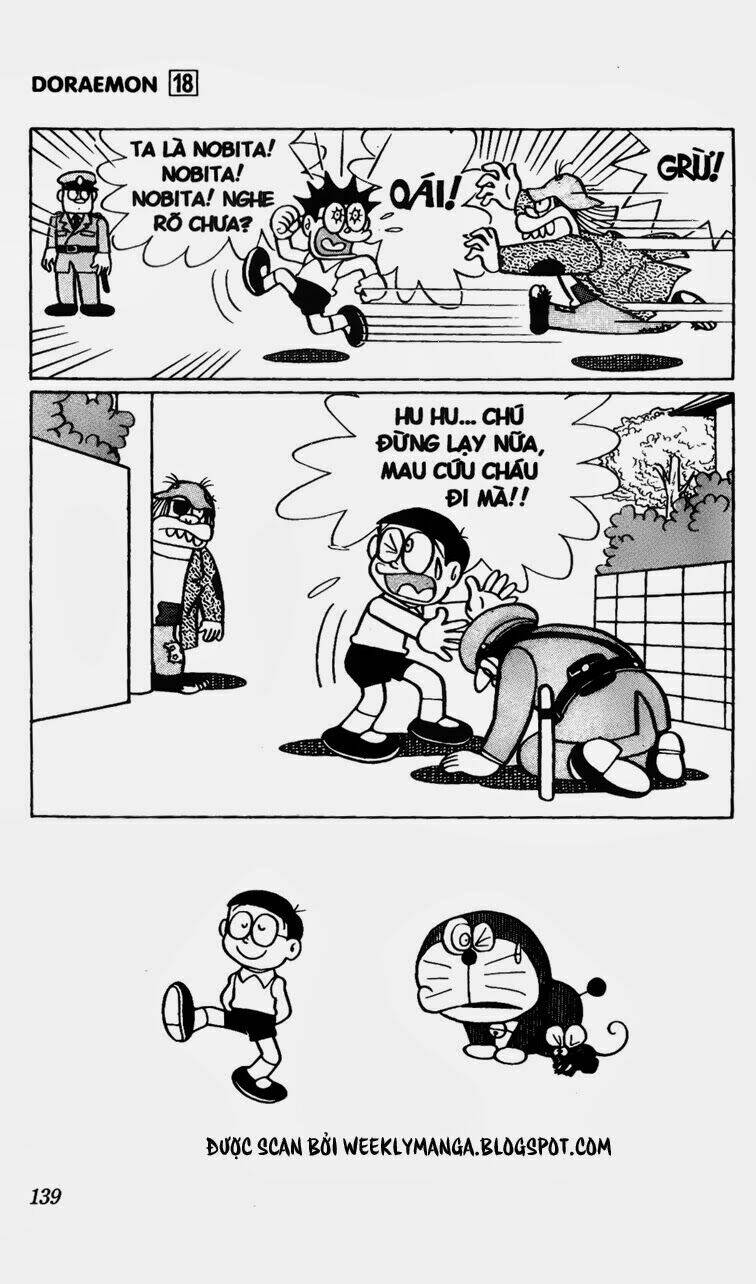 DORAEMON 18
TA LÀ NOBITA!
NOBITA!
NOBITA! NGHE
RÕ CHƯA?
QÁI!
GRỪ!
HU HU... CHÚ
ĐỪNG LẠY NỮA,
MAU CỨU CHÁU
ĐI MÀ!!
ĐƯỢC SCAN BỞI WEEKLYMANGA.BLOGSPOT.COM
139